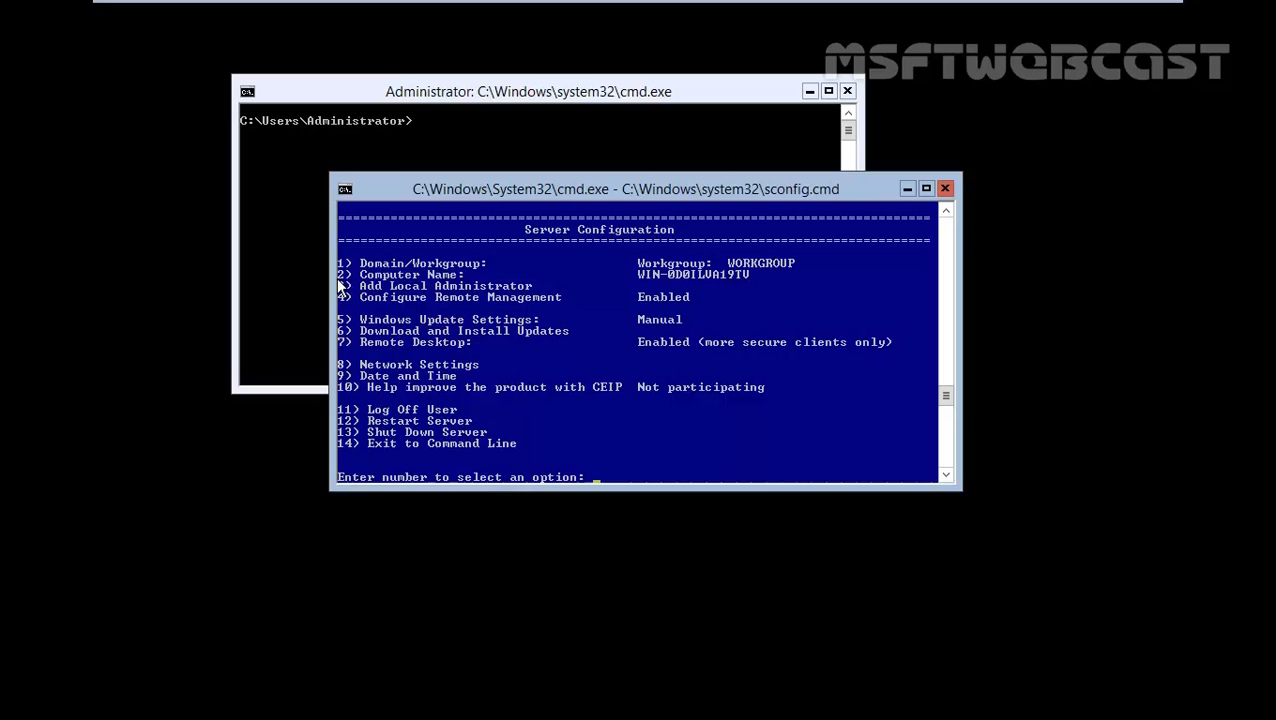 MSFTWEBCAST
Administrator: C:\Windows\system32\cmd.exe
C:\Users\Administrator>
C:\Windows\System32\cmd.exe - C:\Windows\system32\sconfig.cmd
===============================================================================
Server Configuration
===============================================================================
1) Domain/Workgroup: Workgroup: WORKGROUP
2) Computer Name: WIN-0D0ILVA19TV
) Add Local Administrator
4) Configure Remote Management Enabled
5) Windows Update Settings: Manual
6) Download and Install Updates
7) Remote Desktop: Enabled (more secure clients only)
8) Network Settings
9) Date and Time
10) Help improve the product with CEIP Not participating
11) Log Off User
12) Restart Server
13) Shut Down Server
14) Exit to Command Line
Enter number to select an option: